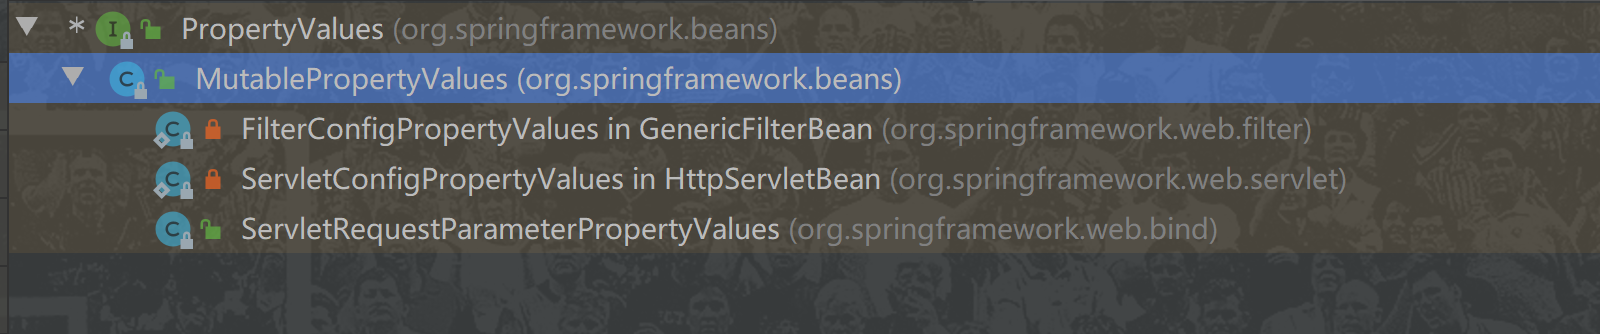 * I PropertyValues (org.springframework.beans)
C MutablePropertyValues (org.springframework.beans)
C FilterConfigPropertyValues in GenericFilterBean (org.springframework.web.filter)
C ServletConfigPropertyValues in HttpServletBean (org.springframework.web.servlet)
C ServletRequestParameterPropertyValues (org.springframework.web.bind)